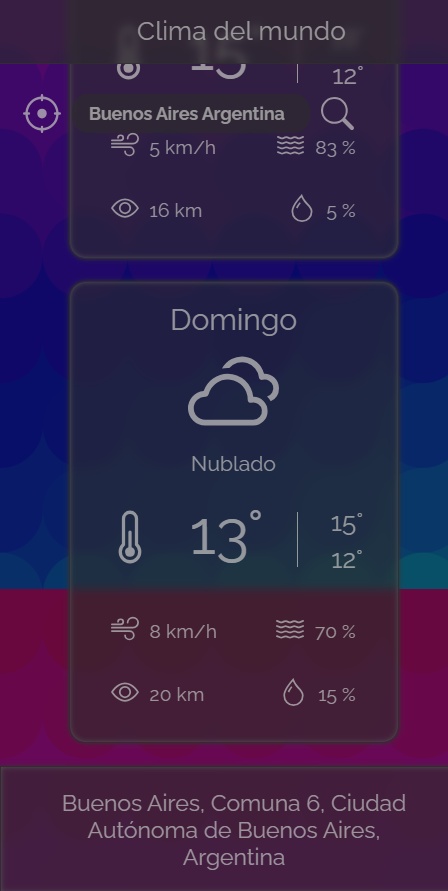 Clima del mundo
12°
Buenos Aires Argentina
5 km/h
83 %
16 km
5 %
Domingo
Nublado
13°
15°
12°
8 km/h
70 %
20 km
15 %
Buenos Aires, Comuna 6, Ciudad
Autónoma de Buenos Aires,
Argentina